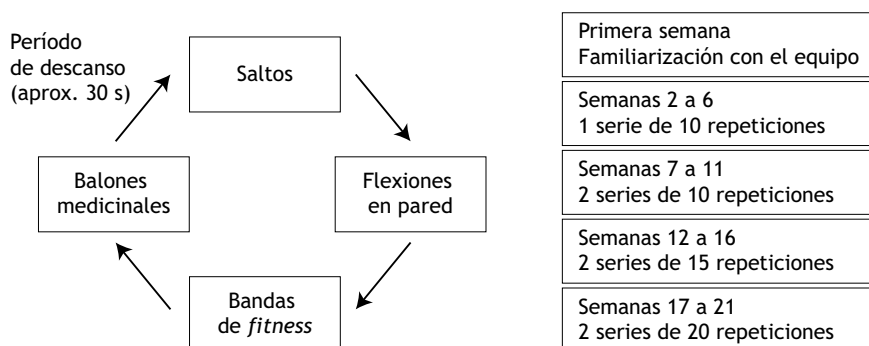 Período
de descanso
(aprox. 30 s)
Saltos
Balones
medicinales
Flexiones
en pared
Bandas
de fitness
Primera semana
Familiarización con el equipo
Semanas 2 a 6
1 serie de 10 repeticiones
Semanas 7 a 11
2 series de 10 repeticiones
Semanas 12 a 16
2 series de 15 repeticiones
Semanas 17 a 21
2 series de 20 repeticiones